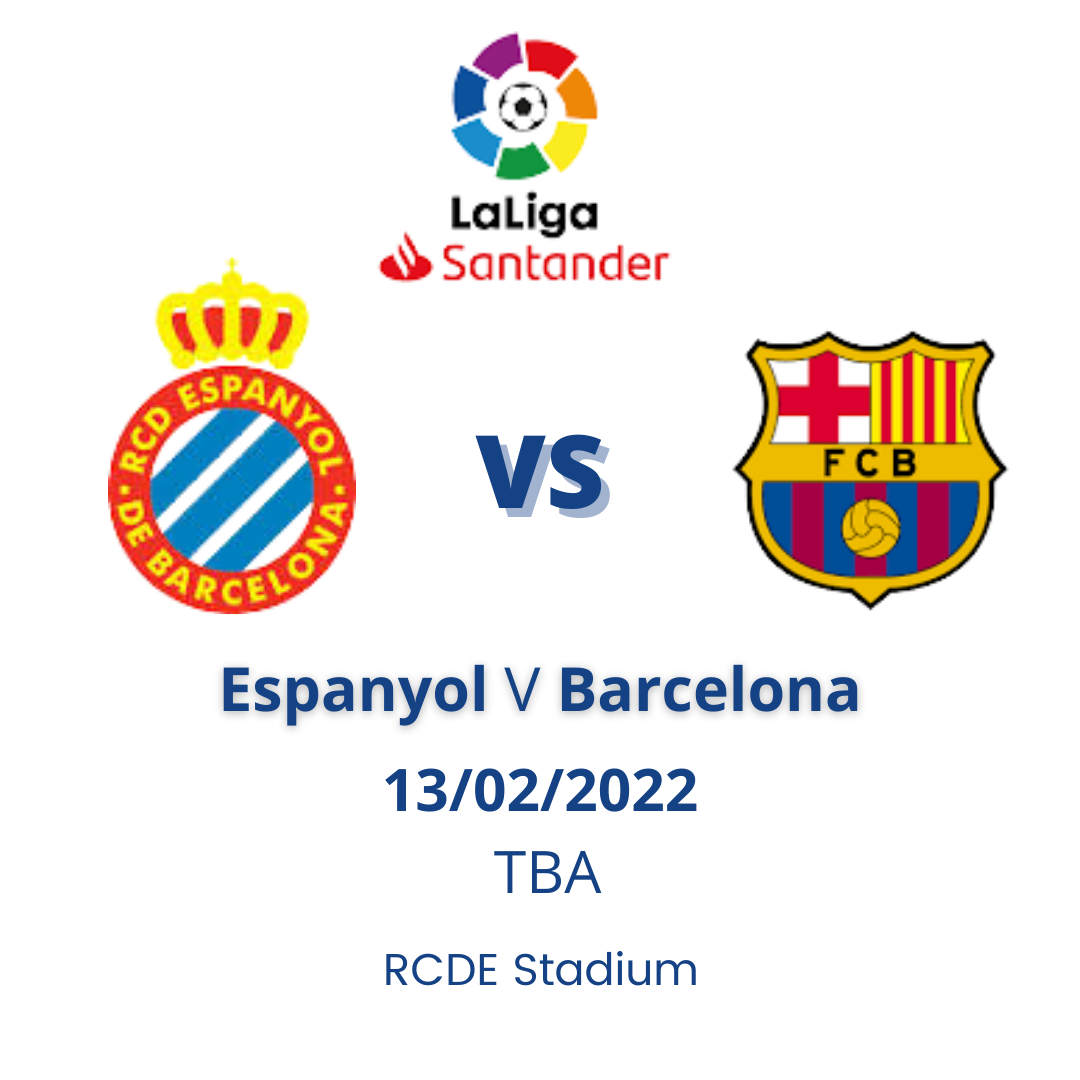 LaLiga
Santander
RCD ESPANYOL
· DE BARCELONA ·
VS
FCB
Espanyol V Barcelona
13/02/2022
TBA
RCDE Stadium